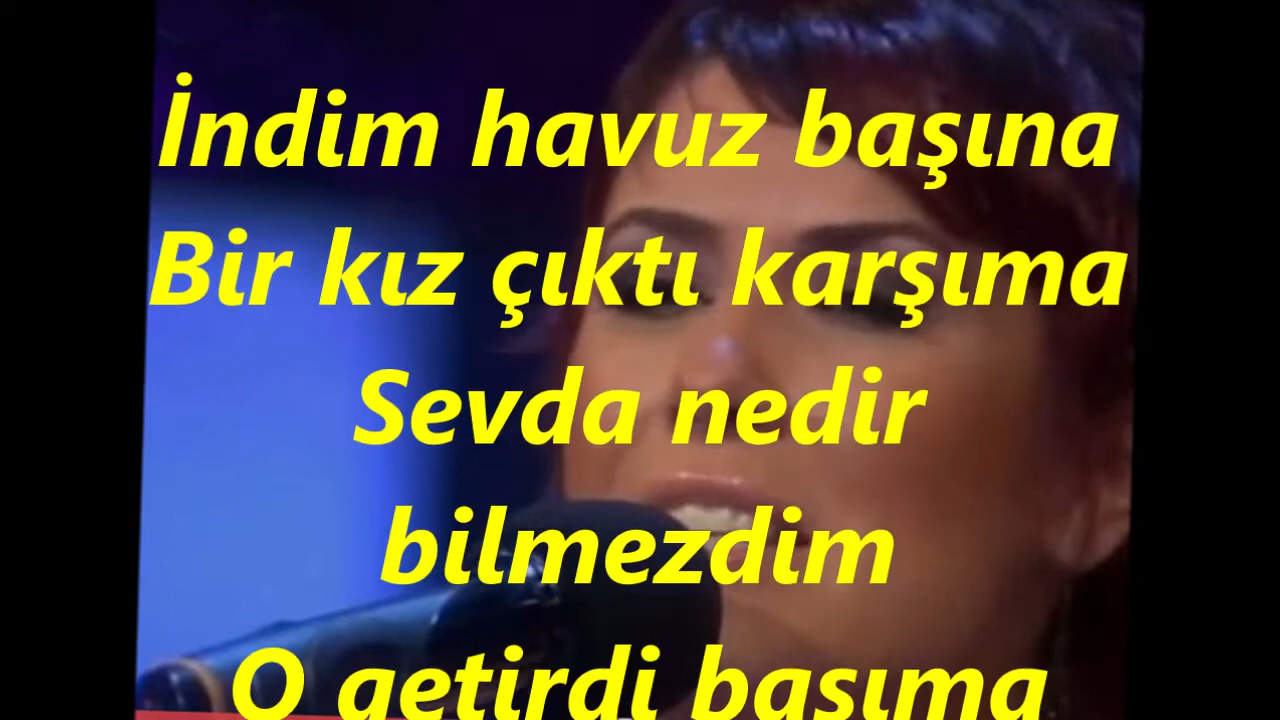 İndim havuz başına
Bir kız çıktı karşıma
Sevda nedir
bilmezdim
O getirdi başıma